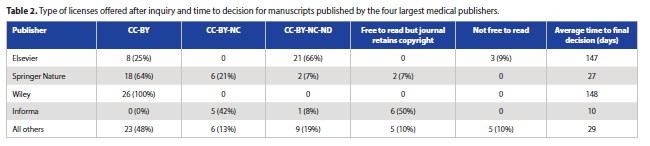 Table 2. Type of licenses offered after inquiry and time to decision for manuscripts published by the four largest medical publishers.
Publisher CC-BY CC-BY-NC CC-BY-NC-ND Free to read but journal retains copyright Not free to read Average time to final decision (days)
Elsevier 8 (25%) 0 21 (66%) 0 3 (9%) 147
Springer Nature 18 (64%) 6 (21%) 2 (7%) 2 (7%) 0 27
Wiley 26 (100%) 0 0 0 0 148
Informa 0 (0%) 5 (42%) 1 (8%) 6 (50%) 0 10
All others 23 (48%) 6 (13%) 9 (19%) 5 (10%) 5 (10%) 29